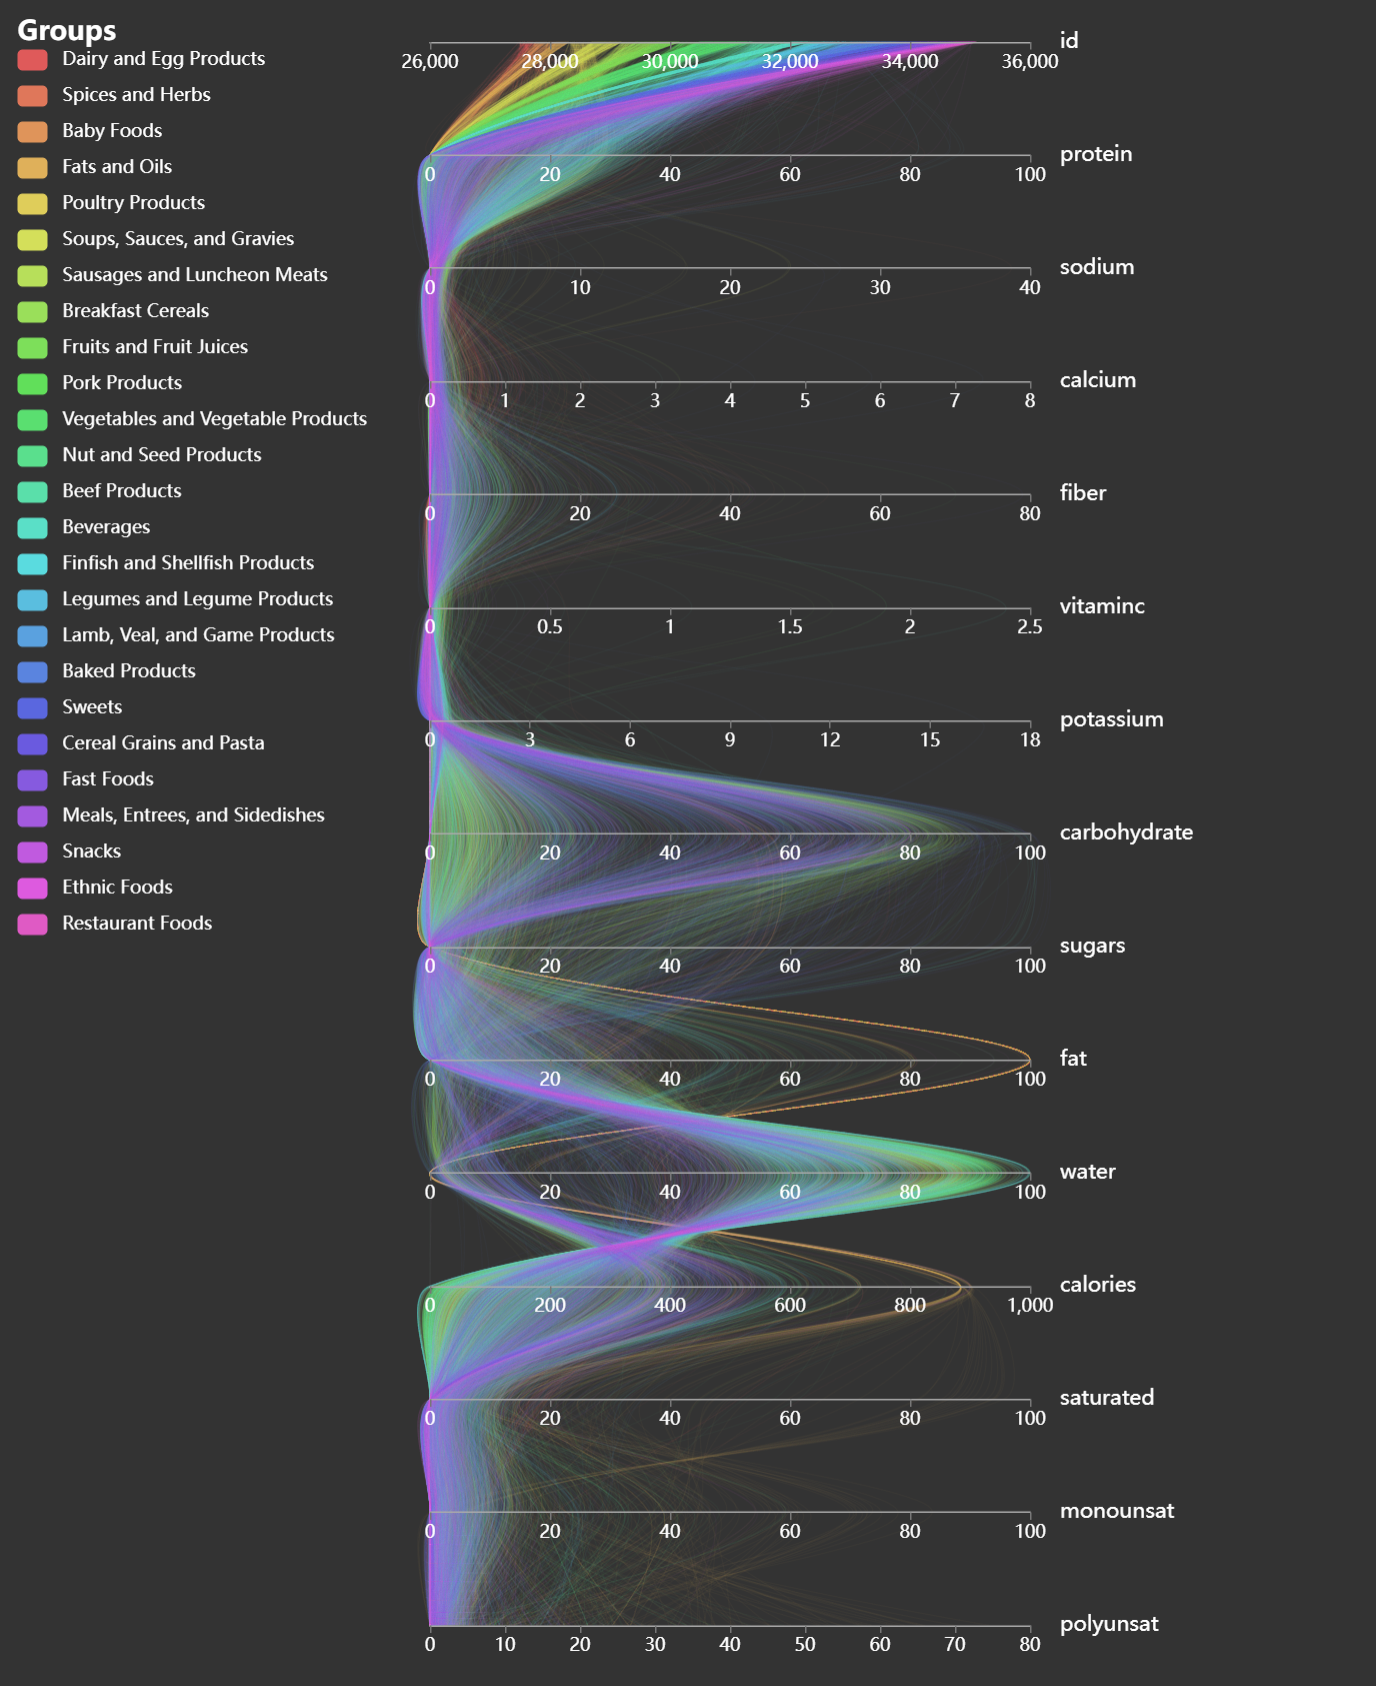 Groups
Dairy and Egg Products
Spices and Herbs
Baby Foods
Fats and Oils
Poultry Products
Soups, Sauces, and Gravies
Sausages and Luncheon Meats
Breakfast Cereals
Fruits and Fruit Juices
Pork Products
Vegetables and Vegetable Products
Nut and Seed Products
Beef Products
Beverages
Finfish and Shellfish Products
Legumes and Legume Products
Lamb, Veal, and Game Products
Baked Products
Sweets
Cereal Grains and Pasta
Fast Foods
Meals, Entrees, and Sidedishes
Snacks
Ethnic Foods
Restaurant Foods
id
26,000 28,000 30,000 32,000 34,000 36,000
protein
0 20 40 60 80 100
sodium
0 10 20 30 40
calcium
0 1 2 3 4 5 6 7 8
fiber
0 20 40 60 80
vitaminc
0 0.5 1 1.5 2 2.5
potassium
0 3 6 9 12 15 18
carbohydrate
0 20 40 60 80 100
sugars
0 20 40 60 80 100
fat
0 20 40 60 80 100
water
0 20 40 60 80 100
calories
0 200 400 600 800 1,000
saturated
0 20 40 60 80 100
monounsat
0 20 40 60 80 100
polyunsat
0 10 20 30 40 50 60 70 80